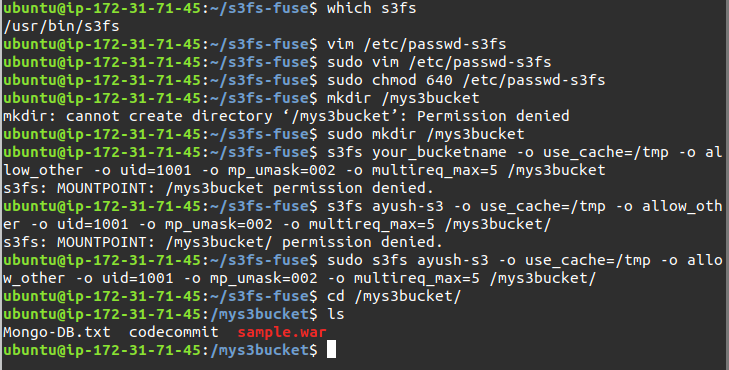 ubuntu@ip-172-31-71-45:~/s3fs-fuse$ which s3fs
/usr/bin/s3fs
ubuntu@ip-172-31-71-45:~/s3fs-fuse$ vim /etc/passwd-s3fs
ubuntu@ip-172-31-71-45:~/s3fs-fuse$ sudo vim /etc/passwd-s3fs
ubuntu@ip-172-31-71-45:~/s3fs-fuse$ sudo chmod 640 /etc/passwd-s3fs
ubuntu@ip-172-31-71-45:~/s3fs-fuse$ mkdir /mys3bucket
mkdir: cannot create directory ‘/mys3bucket’: Permission denied
ubuntu@ip-172-31-71-45:~/s3fs-fuse$ sudo mkdir /mys3bucket
ubuntu@ip-172-31-71-45:~/s3fs-fuse$ s3fs your_bucketname -o use_cache=/tmp -o al
low_other -o uid=1001 -o mp_umask=002 -o multireq_max=5 /mys3bucket
s3fs: MOUNTPOINT: /mys3bucket permission denied.
ubuntu@ip-172-31-71-45:~/s3fs-fuse$ s3fs ayush-s3 -o use_cache=/tmp -o allow_oth
er -o uid=1001 -o mp_umask=002 -o multireq_max=5 /mys3bucket/
s3fs: MOUNTPOINT: /mys3bucket/ permission denied.
ubuntu@ip-172-31-71-45:~/s3fs-fuse$ sudo s3fs ayush-s3 -o use_cache=/tmp -o allo
w_other -o uid=1001 -o mp_umask=002 -o multireq_max=5 /mys3bucket/
ubuntu@ip-172-31-71-45:~/s3fs-fuse$ cd /mys3bucket/
ubuntu@ip-172-31-71-45:/mys3bucket$ ls
Mongo-DB.txt  codecommit  sample.war
ubuntu@ip-172-31-71-45:/mys3bucket$